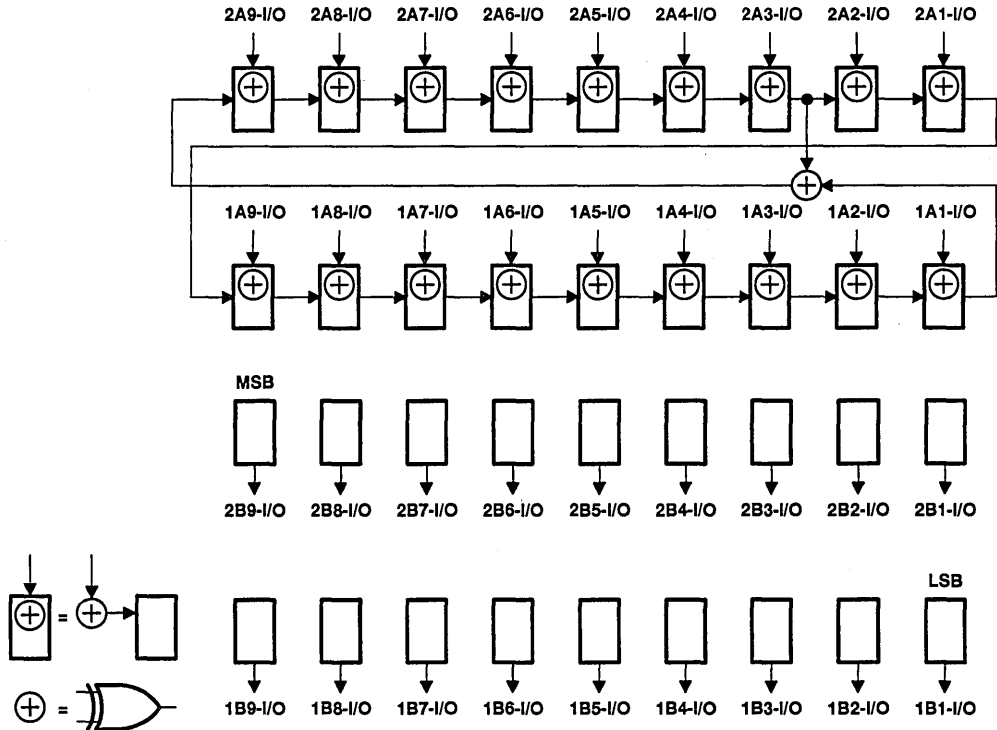 2A9-I/O 2A8-I/O 2A7-I/O 2A6-I/O 2A5-I/O 2A4-I/O 2A3-I/O 2A2-I/O 2A1-I/O
1A9-I/O 1A8-I/O 1A7-I/O 1A6-I/O 1A5-I/O 1A4-I/O 1A3-I/O 1A2-I/O 1A1-I/O
MSB
2B9-I/O 2B8-I/O 2B7-I/O 2B6-I/O 2B5-I/O 2B4-I/O 2B3-I/O 2B2-I/O 2B1-I/O
LSB
=
1B9-I/O 1B8-I/O 1B7-I/O 1B6-I/O 1B5-I/O 1B4-I/O 1B3-I/O 1B2-I/O 1B1-I/O
=